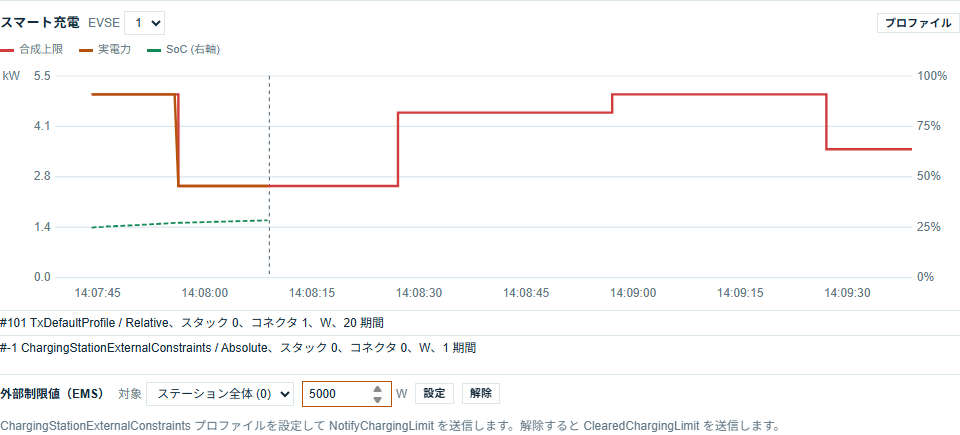 スマート充電 EVSE 1 プロファイル
合成上限 実電力 SoC (右軸)
kW 5.5 100%
4.1 75%
2.8 50%
1.4 25%
0.0 0%
14:07:45 14:08:00 14:08:15 14:08:30 14:08:45 14:09:00 14:09:15 14:09:30
#101 TxDefaultProfile / Relative、スタック 0、コネクタ 1、W、20 期間
#-1 ChargingStationExternalConstraints / Absolute、スタック 0、コネクタ 0、W、1 期間
外部制限値（EMS） 対象 ステーション全体 (0) 5000 W 設定 解除
ChargingStationExternalConstraints プロファイルを設定して NotifyChargingLimit を送信します。解除すると ClearedChargingLimit を送信します。